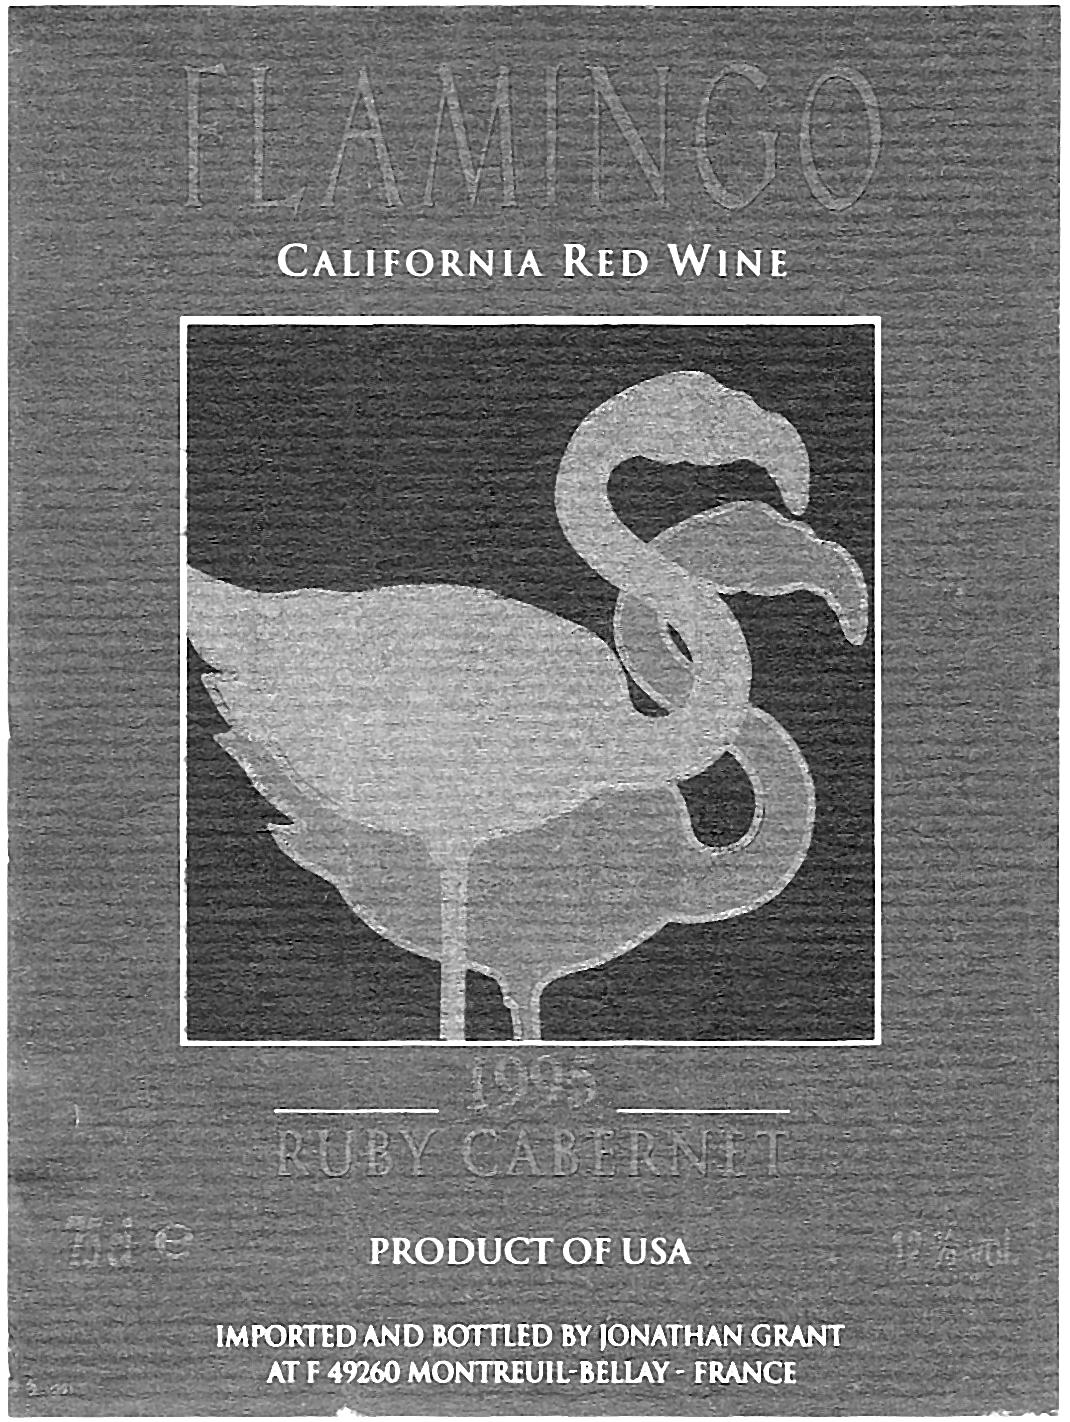 FLAMINGO
CALIFORNIA RED WINE
1995
RUBY CABERNET
75cl e
PRODUCT OF USA
12 % vol.
IMPORTED AND BOTTLED BY JONATHAN GRANT
AT F 49260 MONTREUIL-BELLAY - FRANCE